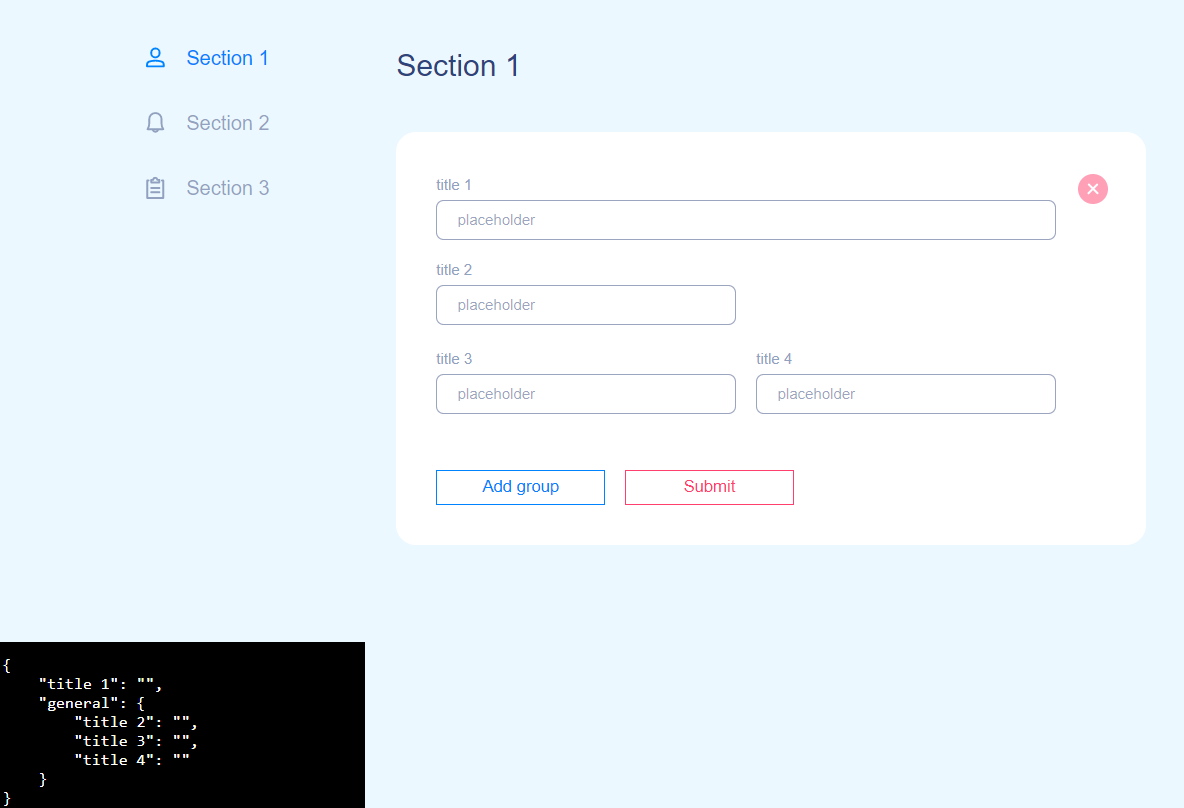 Section 1
Section 2
Section 3
Section 1
title 1
placeholder
title 2
placeholder
title 3
title 4
placeholder
placeholder
Add group
Submit
{
    "title 1": "",
    "general": {
        "title 2": "",
        "title 3": "",
        "title 4": ""
    }
}